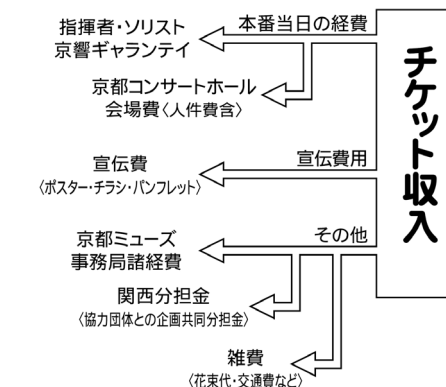 チケット収入
本番当日の経費
指揮者・ソリスト
京響ギャランティ
京都コンサートホール
会場費〈人件費含〉
宣伝費用
宣伝費
〈ポスター・チラシ・パンフレット〉
その他
京都ミューズ
事務局諸経費
関西分担金
〈協力団体との企画共同分担金〉
雑費
〈花束代・交通費など〉